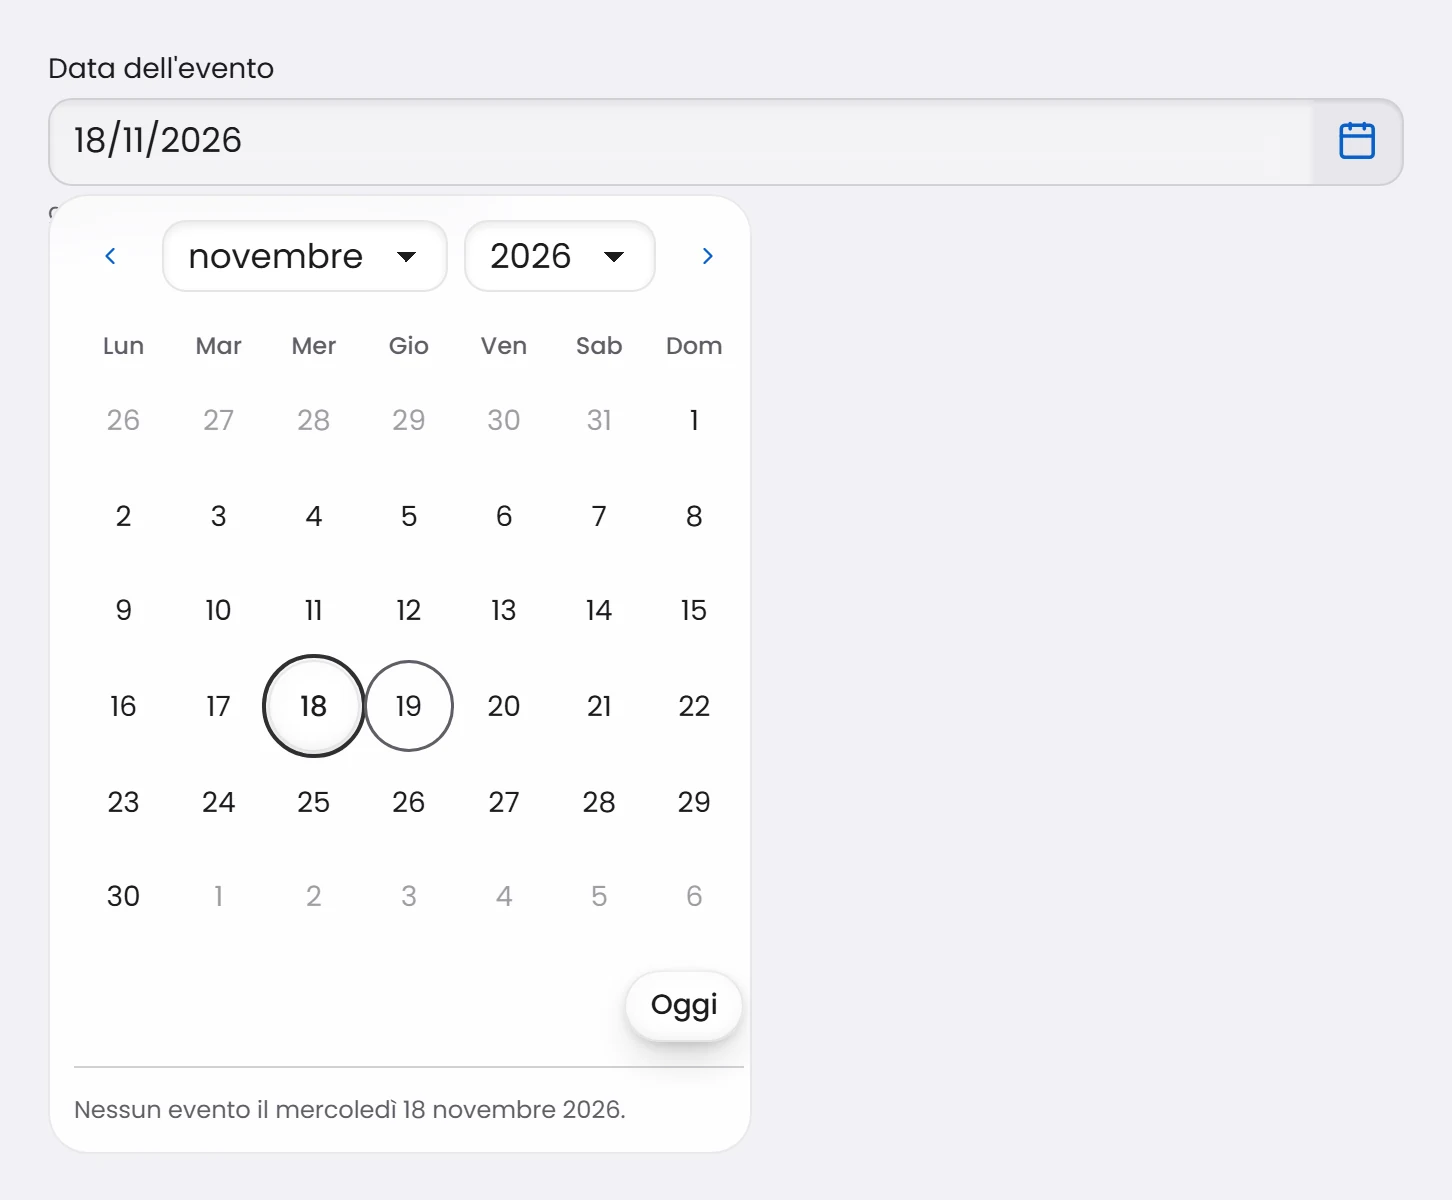 Data dell'evento
18/11/2026
novembre 2026
Lun Mar Mer Gio Ven Sab Dom
26 27 28 29 30 31 1
2 3 4 5 6 7 8
9 10 11 12 13 14 15
16 17 18 19 20 21 22
23 24 25 26 27 28 29
30 1 2 3 4 5 6
Oggi
Nessun evento il mercoledì 18 novembre 2026.